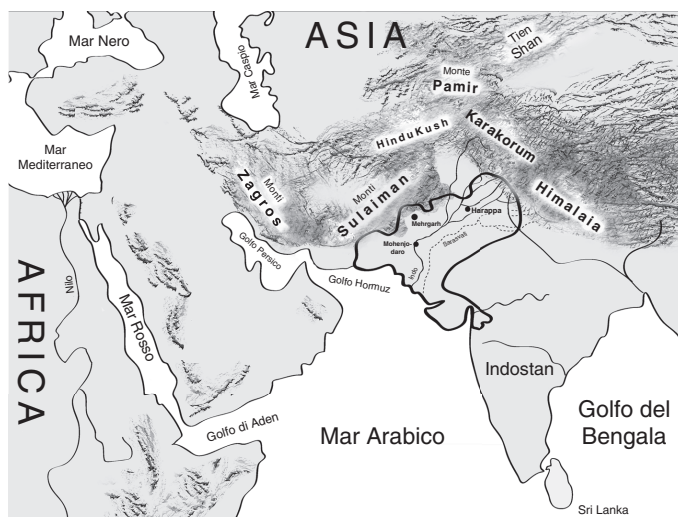 ASIA
Mar Nero
Mar Caspio
Tien
Shan
Monte
Pamir
HinduKush
Karakorum
Mar
Mediterraneo
Monti
Zagros
Monti
Sulaiman
Himalaia
Mehrgarh
Harappa
Mohenjo-
daro
Sarasvati
Indo
Golfo Persico
Golfo Hormuz
AFRICA
Nilo
Mar Rosso
Indostan
Golfo di Aden
Mar Arabico
Golfo del
Bengala
Sri Lanka